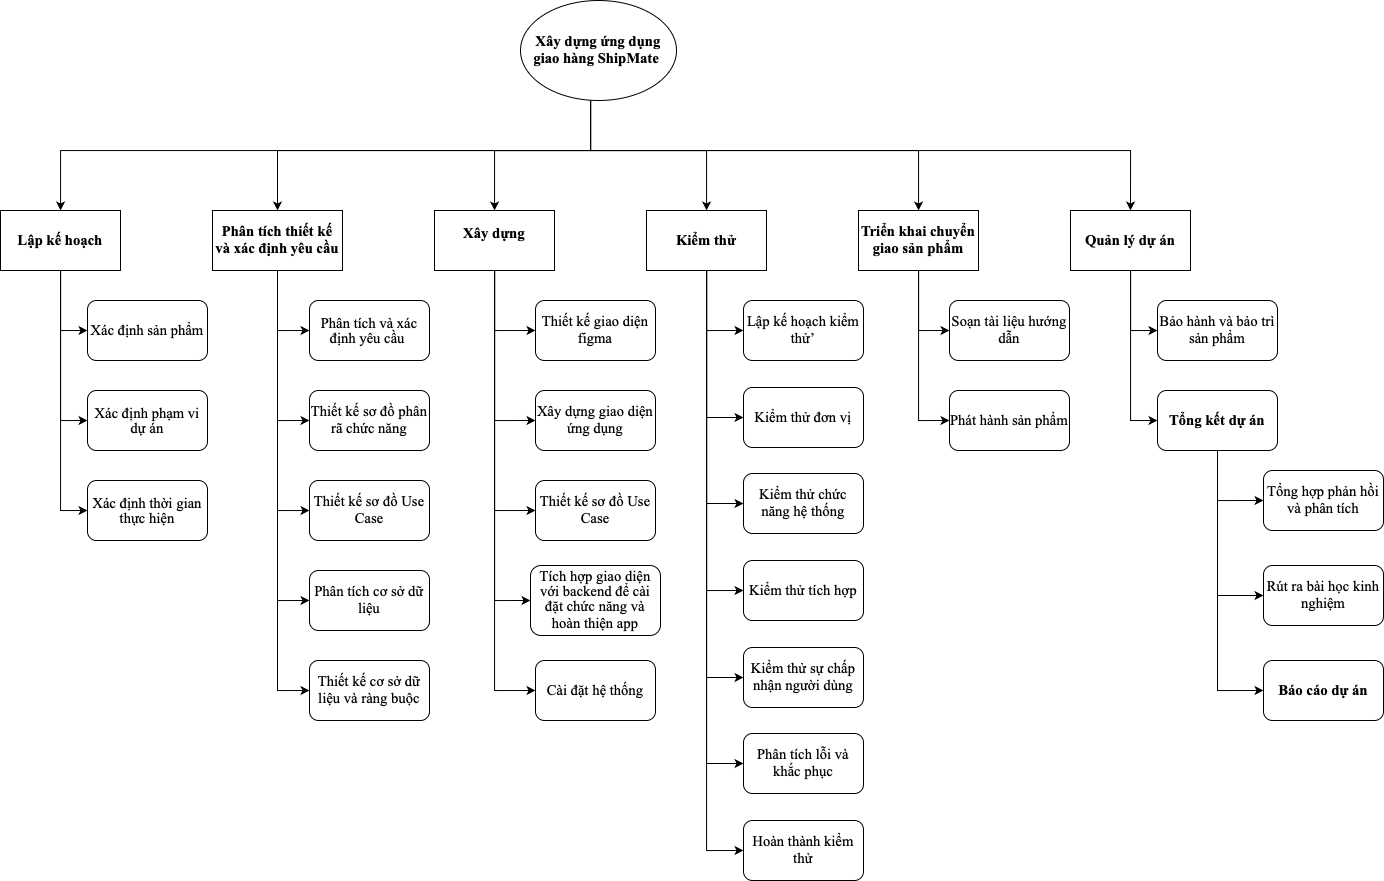 Xây dựng ứng dụng
giao hàng ShipMate
Lập kế hoạch
Xác định sản phẩm
Xác định phạm vi
dự án
Xác định thời gian
thực hiện
Phân tích thiết kế
và xác định yêu cầu
Phân tích và xác
định yêu cầu
Thiết kế sơ đồ phân
rã chức năng
Thiết kế sơ đồ Use
Case
Phân tích cơ sở dữ
liệu
Thiết kế cơ sở dữ
liệu và ràng buộc
Xây dựng
Thiết kế giao diện
figma
Xây dựng giao diện
ứng dụng
Thiết kế sơ đồ Use
Case
Tích hợp giao diện
với backend để cài
đặt chức năng và
hoàn thiện app
Cài đặt hệ thống
Kiểm thử
Lập kế hoạch kiểm
thử’
Kiểm thử đơn vị
Kiểm thử chức
năng hệ thống
Kiểm thử tích hợp
Kiểm thử sự chấp
nhận người dùng
Phân tích lỗi và
khắc phục
Hoàn thành kiểm
thử
Triển khai chuyển
giao sản phẩm
Soạn tài liệu hướng
dẫn
Phát hành sản phẩm
Quản lý dự án
Bảo hành và bảo trì
sản phẩm
Tổng kết dự án
Tổng hợp phản hồi
và phân tích
Rút ra bài học kinh
nghiệm
Báo cáo dự án